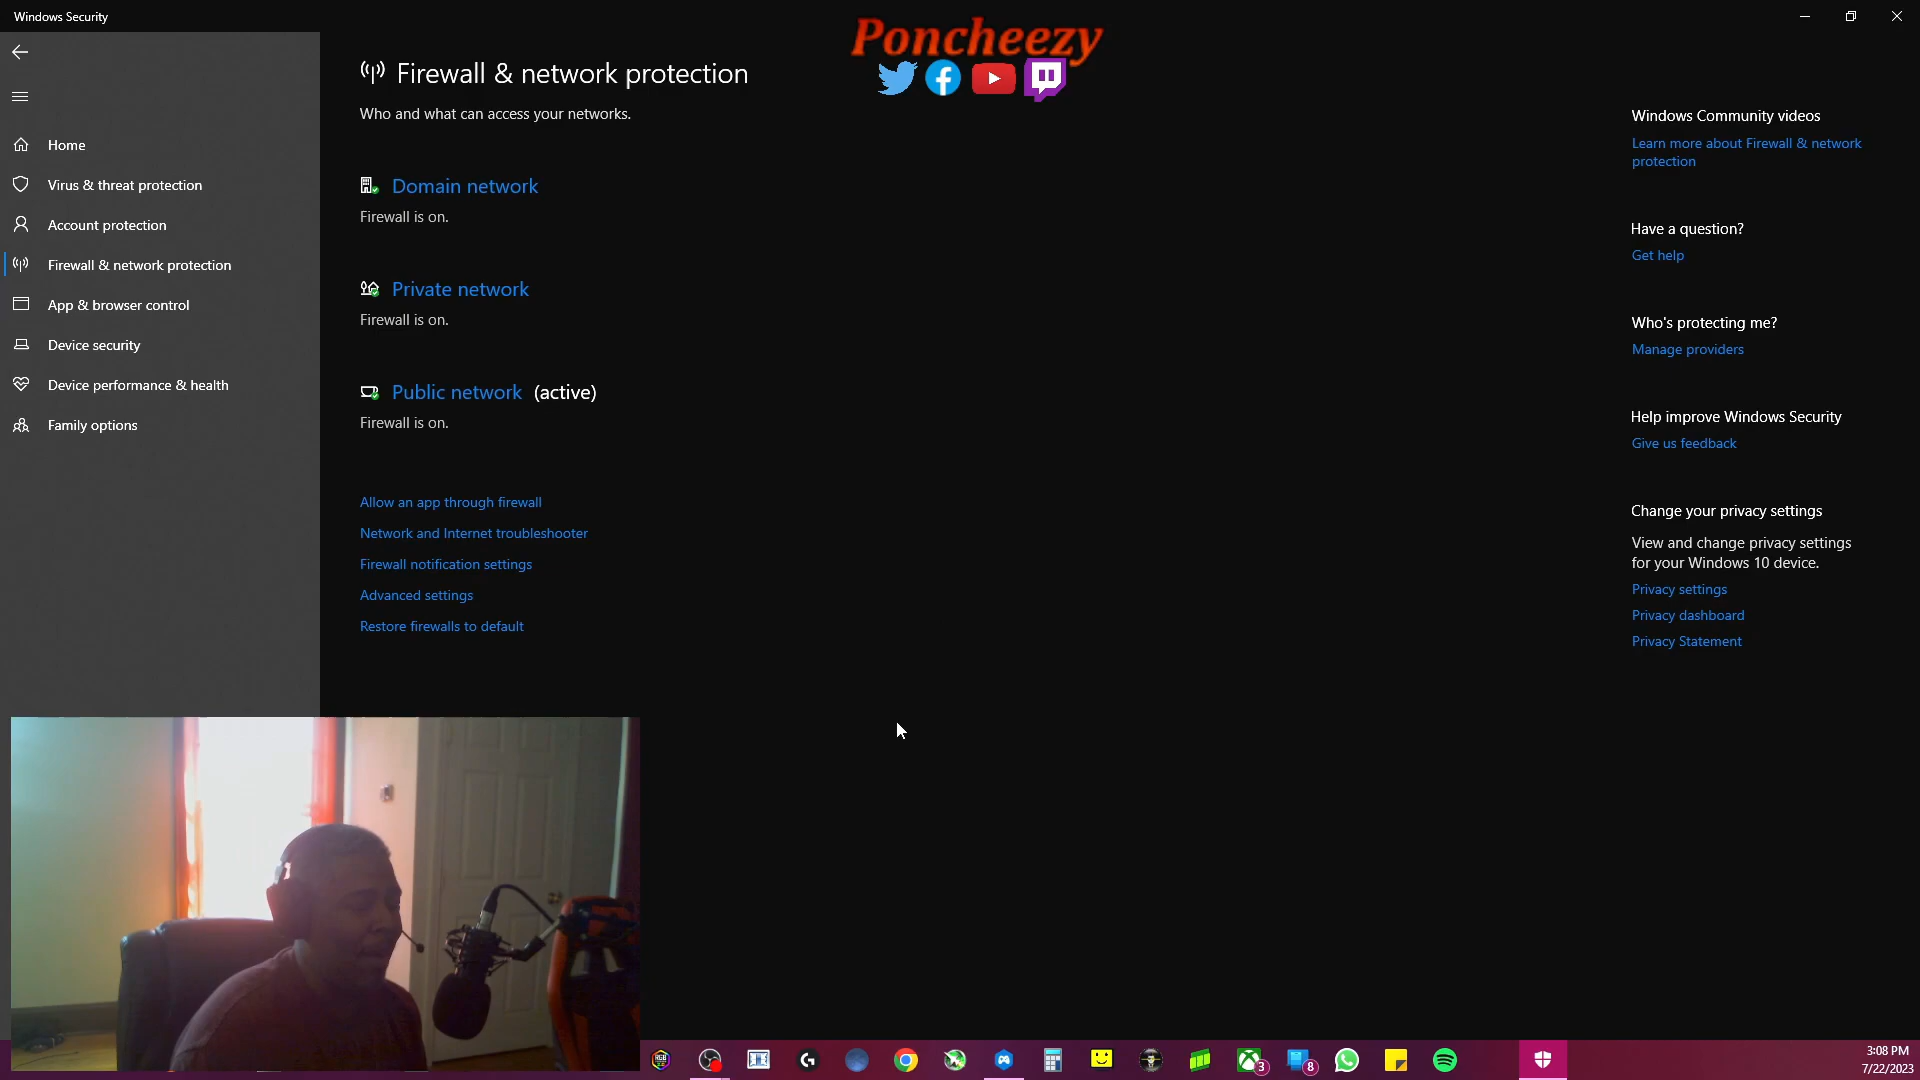 Windows Security
Poncheezy
Home
Virus & threat protection
Account protection
Firewall & network protection
App & browser control
Device security
Device performance & health
Family options
Firewall & network protection
Who and what can access your networks.
Domain network
Firewall is on.
Private network
Firewall is on.
Public network (active)
Firewall is on.
Allow an app through firewall
Network and Internet troubleshooter
Firewall notification settings
Advanced settings
Restore firewalls to default
Windows Community videos
Learn more about Firewall & network
protection
Have a question?
Get help
Who's protecting me?
Manage providers
Help improve Windows Security
Give us feedback
Change your privacy settings
View and change privacy settings
for your Windows 10 device.
Privacy settings
Privacy dashboard
Privacy Statement
3
8
3:08 PM
7/22/2023